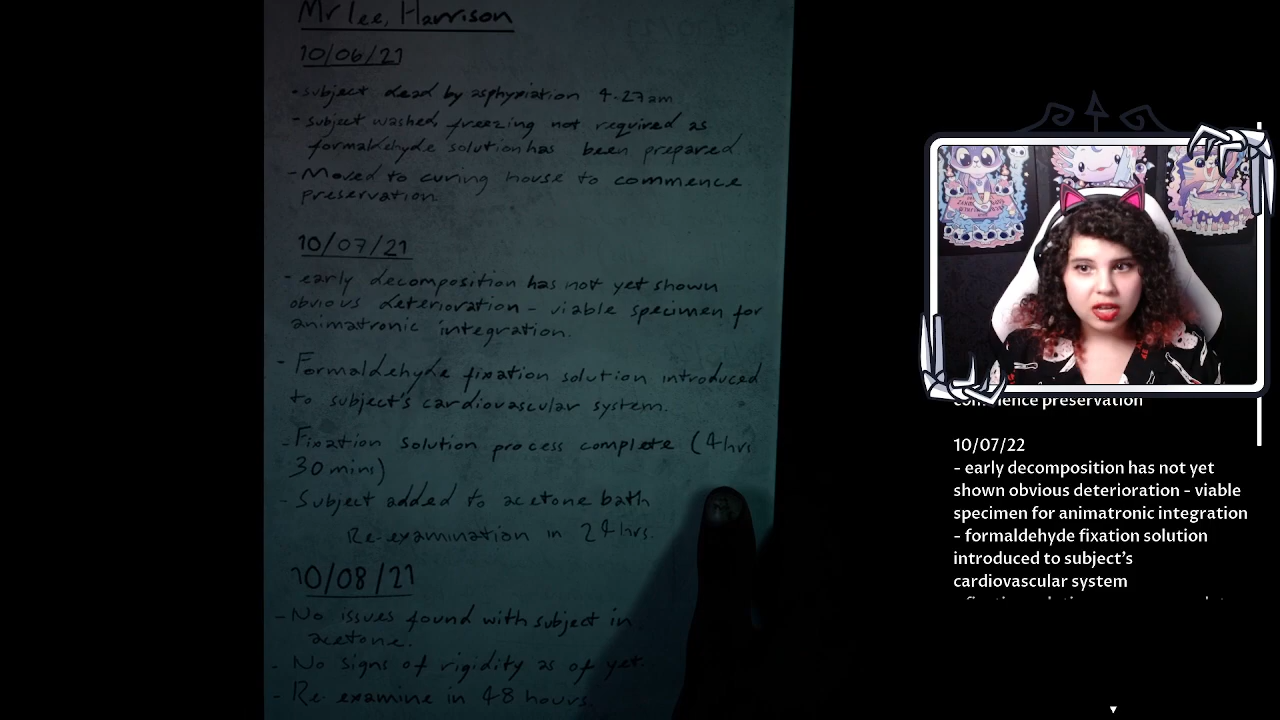 Mr Lee, Harrison
10/06/21
- subject dead by asphyxiation 4.27am
- subject washed, freezing not required as
formaldehyde solution has been prepared.
- Moved to curing house to commence
preservation.
10/07/21
- early decomposition has not yet shown
obvious deterioration - viable specimen for
animatronic integration.
- Formaldehyde fixation solution introduced
to subject's cardiovascular system.
- Fixation solution process complete (4hrs
30 mins)
- Subject added to acetone bath
Re-examination in 24hrs.
10/08/21
- No issues found with subject in
acetone.
- No signs of rigidity as of yet.
- Re-examine in 48 hours.
preservation
10/07/22
- early decomposition has not yet
shown obvious deterioration - viable
specimen for animatronic integration
- formaldehyde fixation solution
introduced to subject's
cardiovascular system